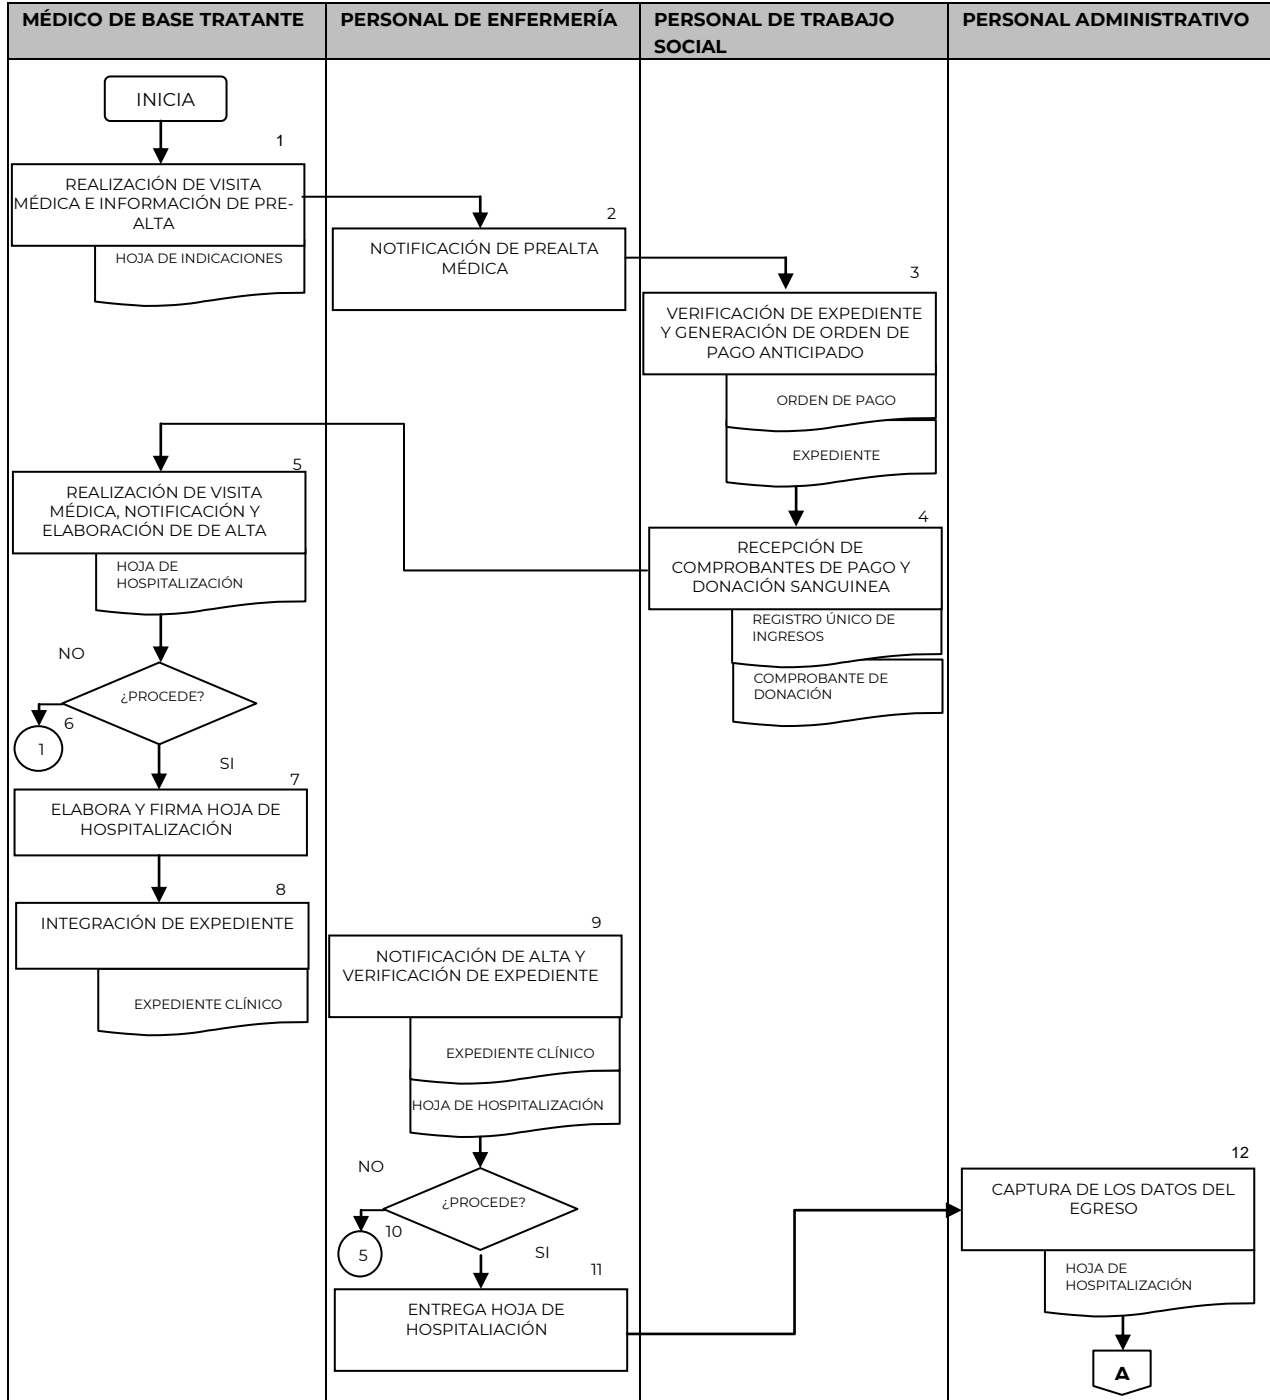 MÉDICO DE BASE TRATANTE
PERSONAL DE ENFERMERÍA
PERSONAL DE TRABAJO
SOCIAL
PERSONAL ADMINISTRATIVO
INICIA
1
REALIZACIÓN DE VISITA
MÉDICA E INFORMACIÓN DE PRE-
ALTA
HOJA DE INDICACIONES
2
NOTIFICACIÓN DE PREALTA
MÉDICA
3
VERIFICACIÓN DE EXPEDIENTE
Y GENERACIÓN DE ORDEN DE
PAGO ANTICIPADO
ORDEN DE PAGO
EXPEDIENTE
4
RECEPCIÓN DE
COMPROBANTES DE PAGO Y
DONACIÓN SANGUINEA
REGISTRO ÚNICO DE
INGRESOS
COMPROBANTE DE
DONACIÓN
5
REALIZACIÓN DE VISITA
MÉDICA, NOTIFICACIÓN Y
ELABORACIÓN DE DE ALTA
HOJA DE
HOSPITALIZACIÓN
NO
¿PROCEDE?
6
1
SI
7
ELABORA Y FIRMA HOJA DE
HOSPITALIZACIÓN
8
INTEGRACIÓN DE EXPEDIENTE
EXPEDIENTE CLÍNICO
9
NOTIFICACIÓN DE ALTA Y
VERIFICACIÓN DE EXPEDIENTE
EXPEDIENTE CLÍNICO
HOJA DE HOSPITALIZACIÓN
NO
¿PROCEDE?
10
5
SI
11
ENTREGA HOJA DE
HOSPITALIACIÓN
12
CAPTURA DE LOS DATOS DEL
EGRESO
HOJA DE
HOSPITALIZACIÓN
A